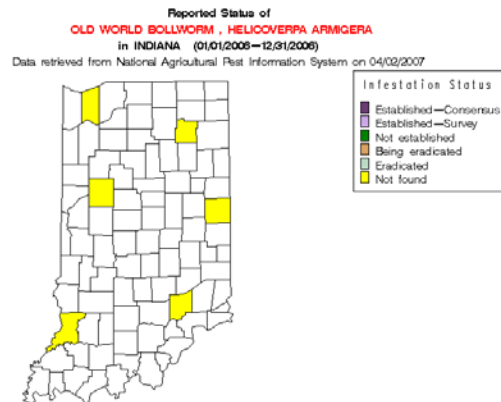 Reported Status of
OLD WORLD BOLLWORM , HELICOVERPA ARMIGERA
in INDIANA (01/01/2006—12/31/2006)
Data retrieved from National Agricultural Pest Information System on 04/02/2007
Infestation Status
Established—Consensus
Established—Survey
Not established
Being eradicated
Eradicated
Not found